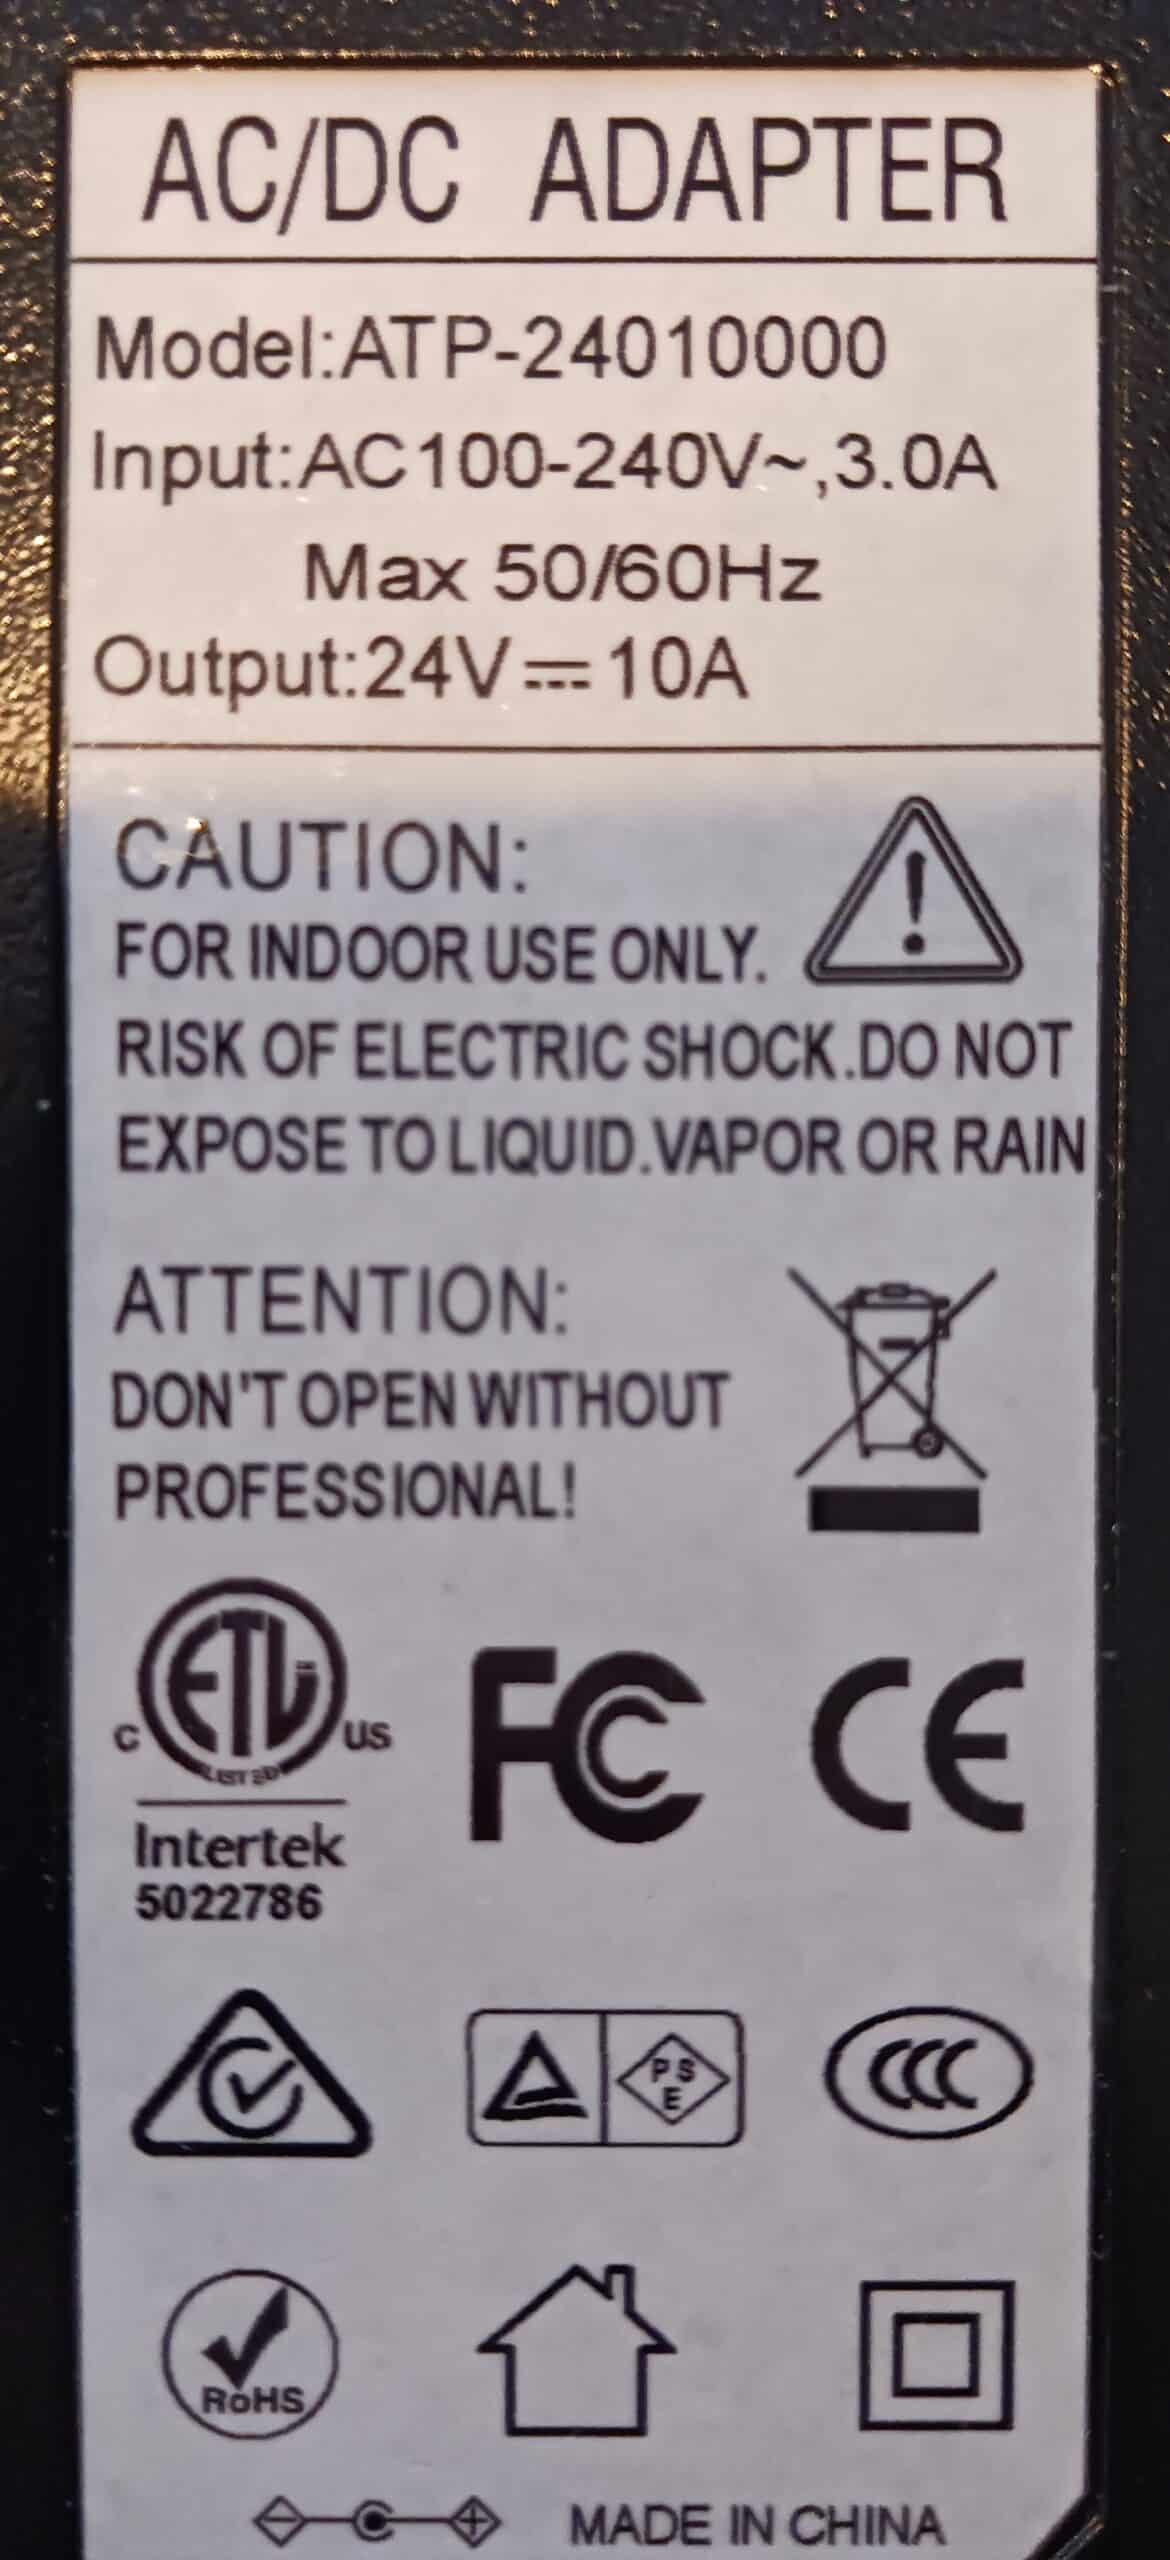 AC/DC ADAPTER
Model:ATP-24010000
Input:AC100-240V~,3.0A
Max 50/60Hz
Output:24V⎓10A
CAUTION:
FOR INDOOR USE ONLY.
RISK OF ELECTRIC SHOCK.DO NOT
EXPOSE TO LIQUID.VAPOR OR RAIN
ATTENTION:
DON'T OPEN WITHOUT
PROFESSIONAL!
C ETL US
LISTED
Intertek
5022786
FC CE
PSE CCC
RoHS
MADE IN CHINA